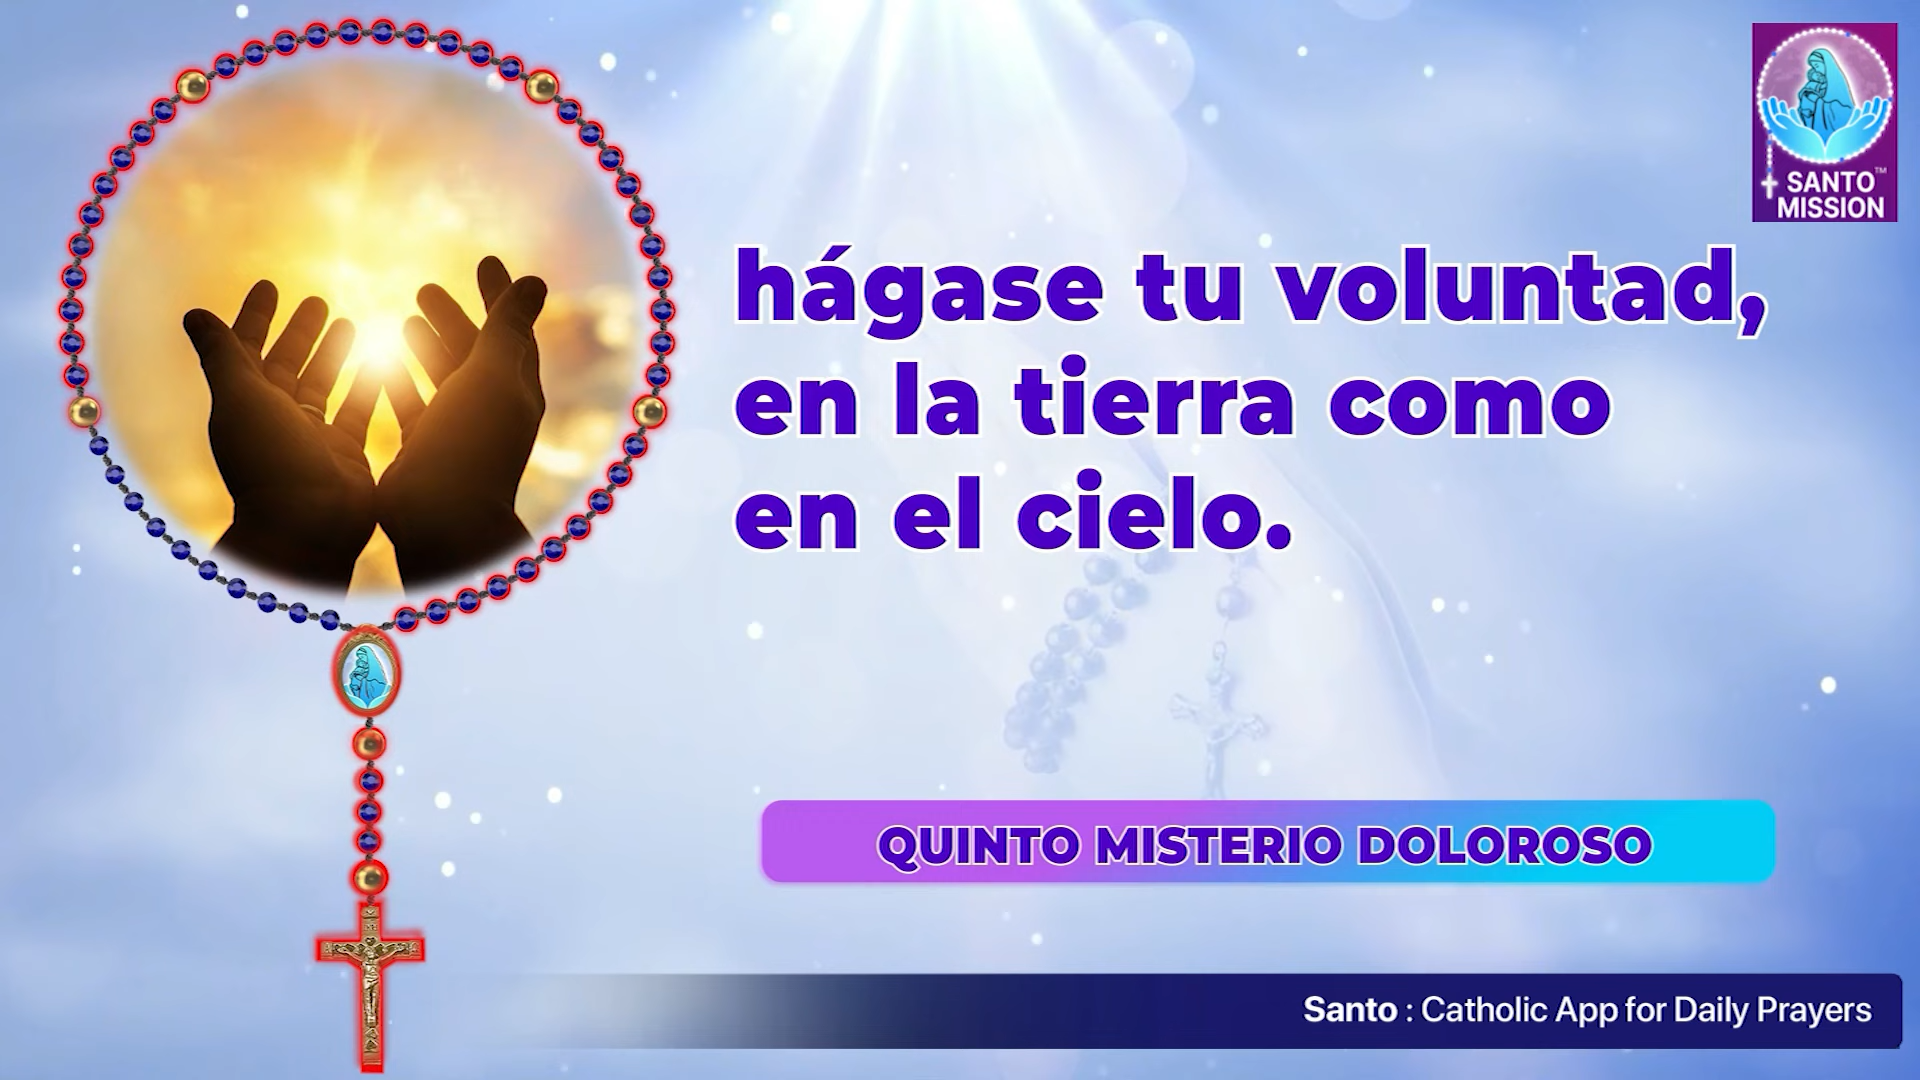 SANTO™
MISSION
hágase tu voluntad,
en la tierra como
en el cielo.
QUINTO MISTERIO DOLOROSO
Santo : Catholic App for Daily Prayers